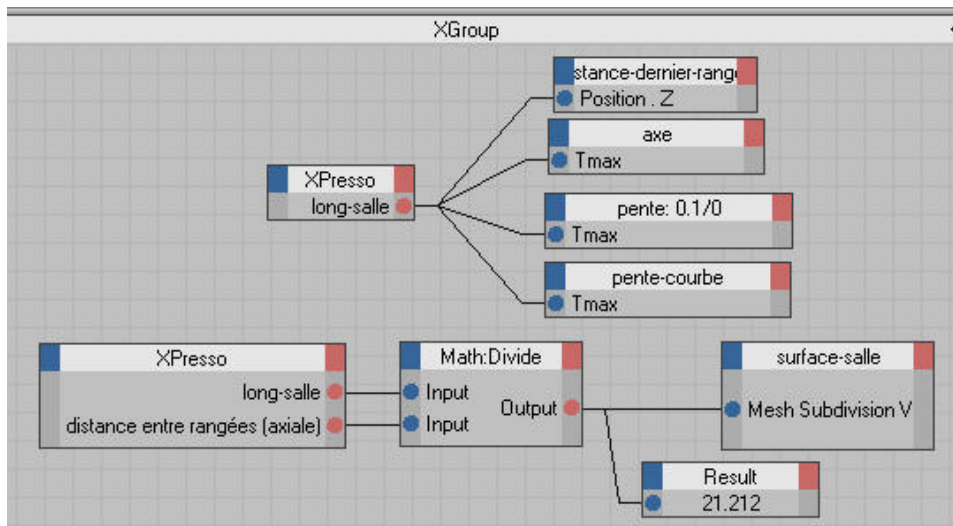 XGroup
stance-dernier-rang
Position . Z
axe
Tmax
XPresso
long-salle
pente: 0.1/0
Tmax
pente-courbe
Tmax
XPresso
long-salle
distance entre rangées (axiale)
Math:Divide
Input
Input
Output
surface-salle
Mesh Subdivision V
Result
21.212